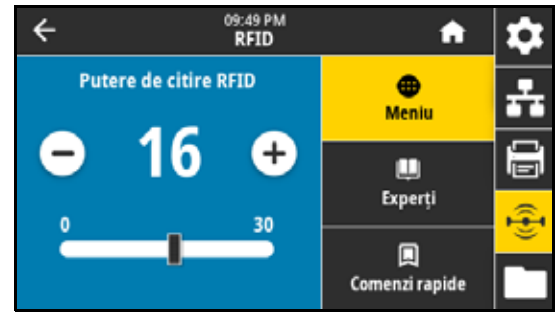 09:49 PM
RFID
Putere de citire RFID
16
0
30
Meniu
Experți
Comenzi rapide